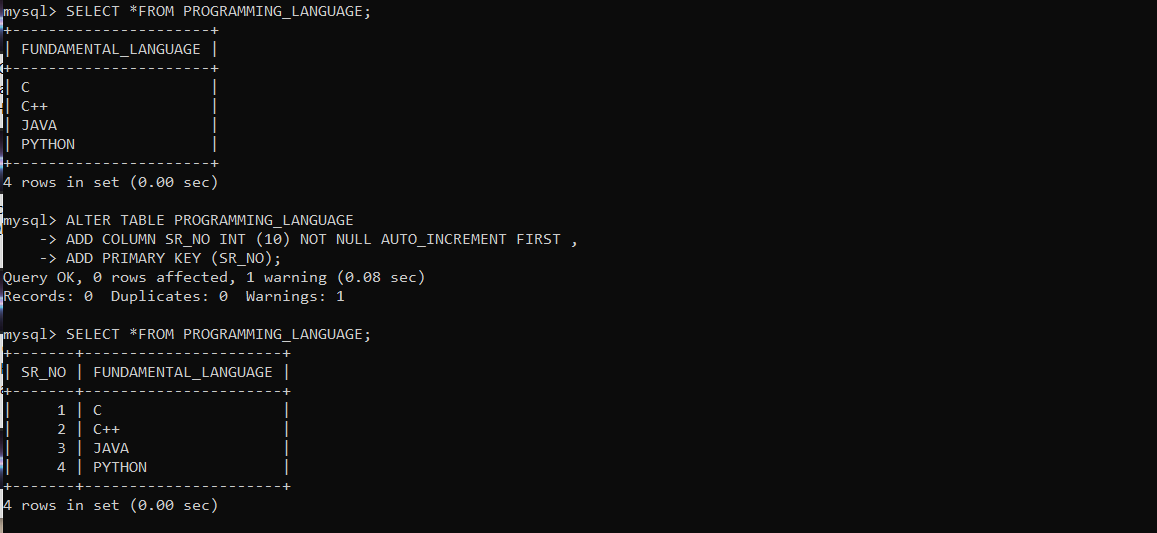 mysql> SELECT *FROM PROGRAMMING_LANGUAGE;
+----------------------+
| FUNDAMENTAL_LANGUAGE |
+----------------------+
| C                    |
| C++                  |
| JAVA                 |
| PYTHON               |
+----------------------+
4 rows in set (0.00 sec)

mysql> ALTER TABLE PROGRAMMING_LANGUAGE
    -> ADD COLUMN SR_NO INT (10) NOT NULL AUTO_INCREMENT FIRST ,
    -> ADD PRIMARY KEY (SR_NO);
Query OK, 0 rows affected, 1 warning (0.08 sec)
Records: 0  Duplicates: 0  Warnings: 1

mysql> SELECT *FROM PROGRAMMING_LANGUAGE;
+-------+----------------------+
| SR_NO | FUNDAMENTAL_LANGUAGE |
+-------+----------------------+
|     1 | C                    |
|     2 | C++                  |
|     3 | JAVA                 |
|     4 | PYTHON               |
+-------+----------------------+
4 rows in set (0.00 sec)